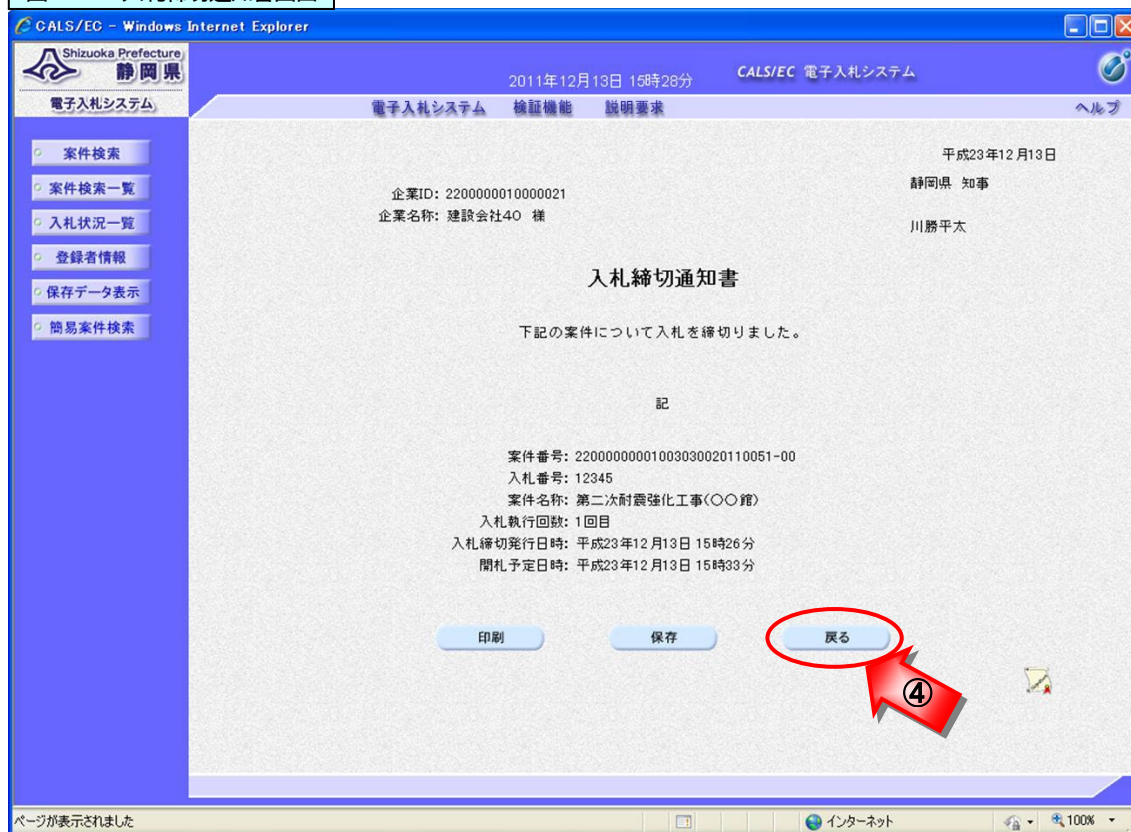 CALS/EC - Windows Internet Explorer
Shizuoka Prefecture
静岡県
電子入札システム
2011年12月13日 15時28分
CALS/EC 電子入札システム
電子入札システム 検証機能 説明要求 ヘルプ
案件検索
案件検索一覧
入札状況一覧
登録者情報
保存データ表示
簡易案件検索
平成23年12月13日
静岡県 知事
川勝平太
企業ID: 2200000010000021
企業名称: 建設会社40 様
入札締切通知書
下記の案件について入札を締切りました。
記
案件番号: 22000000001003030020110051-00
入札番号: 12345
案件名称: 第二次耐震強化工事(〇〇館)
入札執行回数: 1回目
入札締切発行日時: 平成23年12月13日 15時26分
開札予定日時: 平成23年12月13日 15時33分
印刷 保存 戻る
④
ページが表示されました インターネット 100%